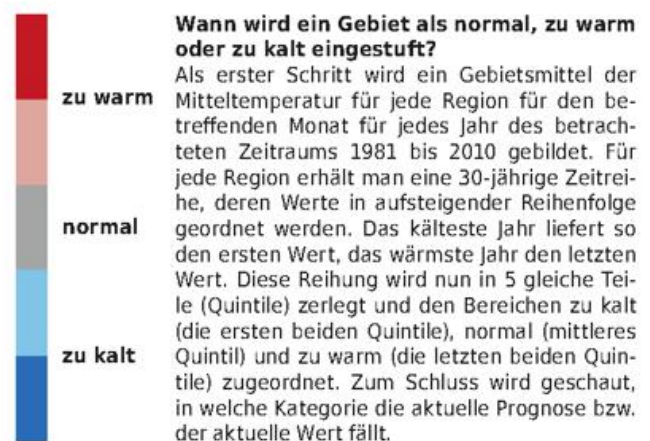 Wann wird ein Gebiet als normal, zu warm
oder zu kalt eingestuft?
Als erster Schritt wird ein Gebietsmittel der
Mitteltemperatur für jede Region für den be-
treffenden Monat für jedes Jahr des betrach-
teten Zeitraums 1981 bis 2010 gebildet. Für
jede Region erhält man eine 30-jährige Zeitrei-
he, deren Werte in aufsteigender Reihenfolge
geordnet werden. Das kälteste Jahr liefert so
den ersten Wert, das wärmste Jahr den letzten
Wert. Diese Reihung wird nun in 5 gleiche Tei-
le (Quintile) zerlegt und den Bereichen zu kalt
(die ersten beiden Quintile), normal (mittleres
Quintil) und zu warm (die letzten beiden Quin-
tile) zugeordnet. Zum Schluss wird geschaut,
in welche Kategorie die aktuelle Prognose bzw.
der aktuelle Wert fällt.
zu warm
normal
zu kalt